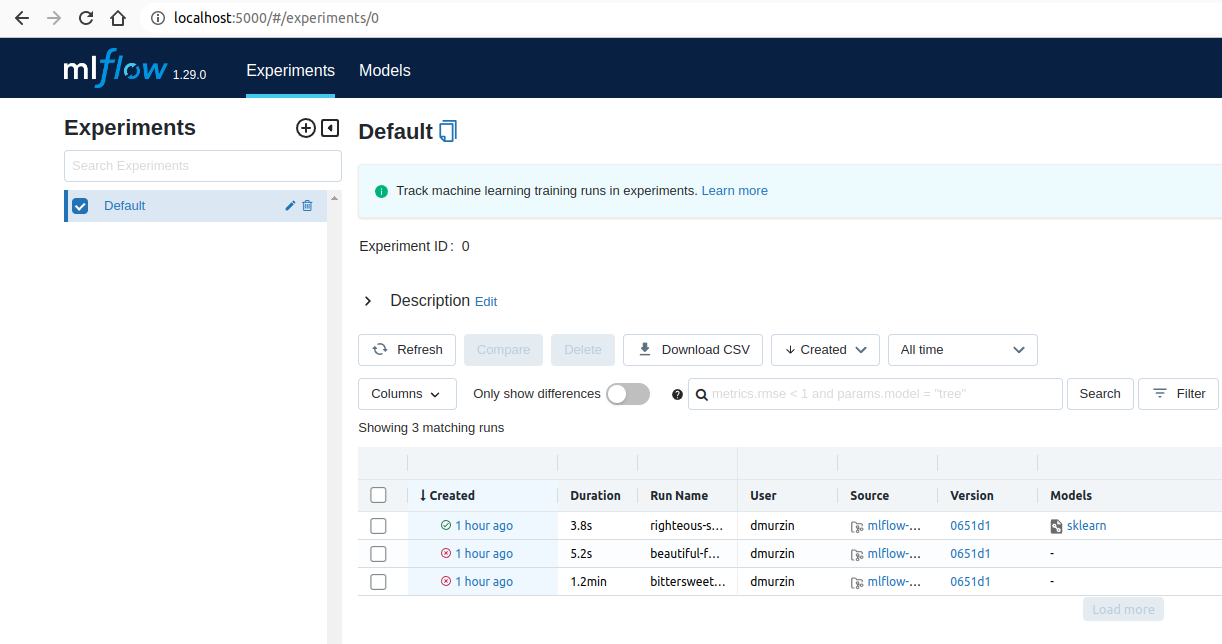 localhost:5000/#/experiments/0
mlflow 1.29.0 Experiments Models
Experiments
Search Experiments
Default
Default
Track machine learning training runs in experiments. Learn more
Experiment ID: 0
Description Edit
Refresh Compare Delete Download CSV Created All time
Columns Only show differences metrics.rmse < 1 and params.model = "tree" Search Filter
Showing 3 matching runs
Created Duration Run Name User Source Version Models
1 hour ago 3.8s righteous-s... dmurzin mlflow-... 0651d1 sklearn
1 hour ago 5.2s beautiful-f... dmurzin mlflow-... 0651d1 -
1 hour ago 1.2min bittersweet... dmurzin mlflow-... 0651d1 -
Load more